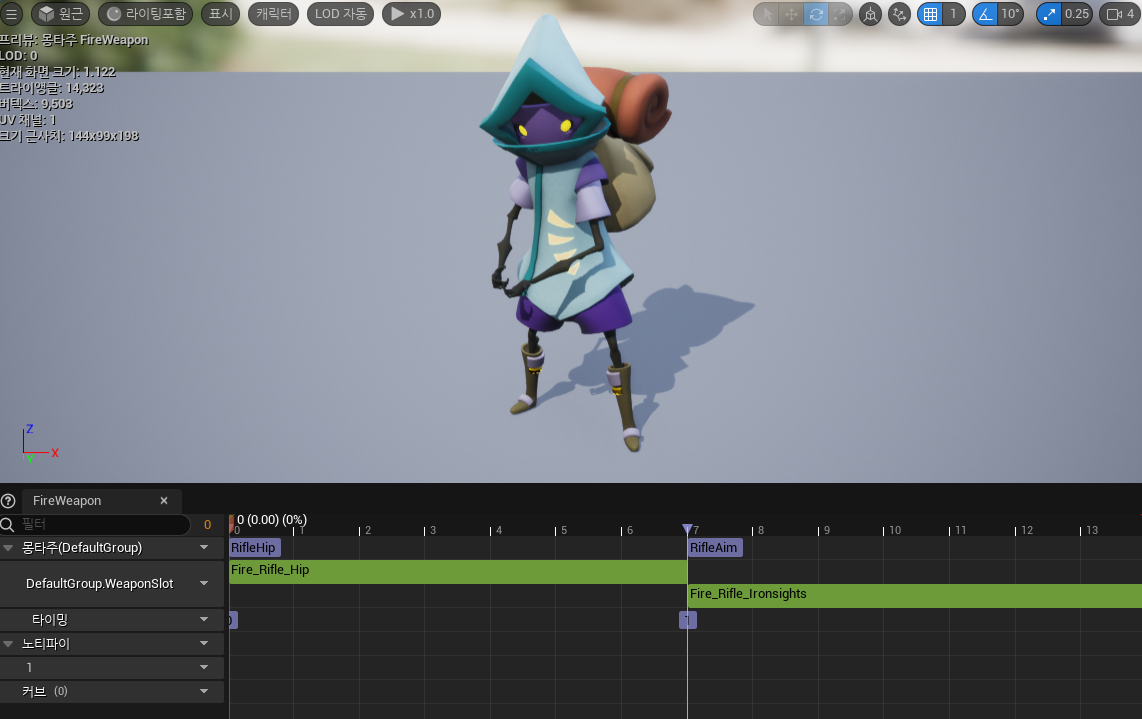 원근 라이팅포함 표시 캐릭터 LOD 자동 x1.0 1 10° 0.25 4
프리뷰: 몽타주 FireWeapon
LOD: 0
현재 화면 크기: 1.122
트라이앵글: 14,323
버텍스: 9,503
UV 채널: 1
크기 근사치: 144x99x198
Z
X
FireWeapon ×
필터 0
0 (0.00) (0%)
0 1 2 3 4 5 6 7 8 9 10 11 12 13
몽타주(DefaultGroup) RifleHip RifleAim
DefaultGroup.WeaponSlot Fire_Rifle_Hip
Fire_Rifle_Ironsights
타이밍 1
노티파이
1
커브 (0)